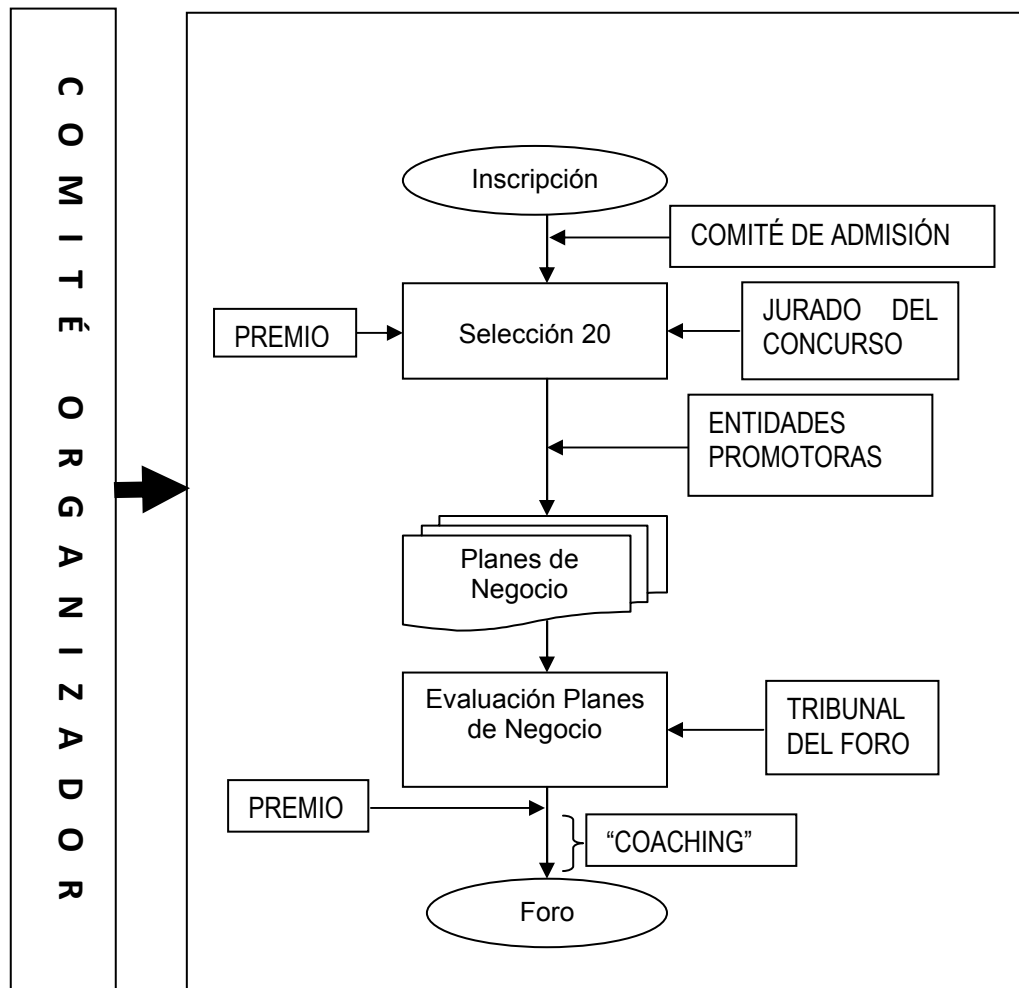 COMITÉ ORGANIZADOR
Inscripción
COMITÉ DE ADMISIÓN
PREMIO
Selección 20
JURADO DEL
CONCURSO
ENTIDADES
PROMOTORAS
Planes de
Negocio
Evaluación Planes
de Negocio
TRIBUNAL
DEL FORO
PREMIO
“COACHING”
Foro